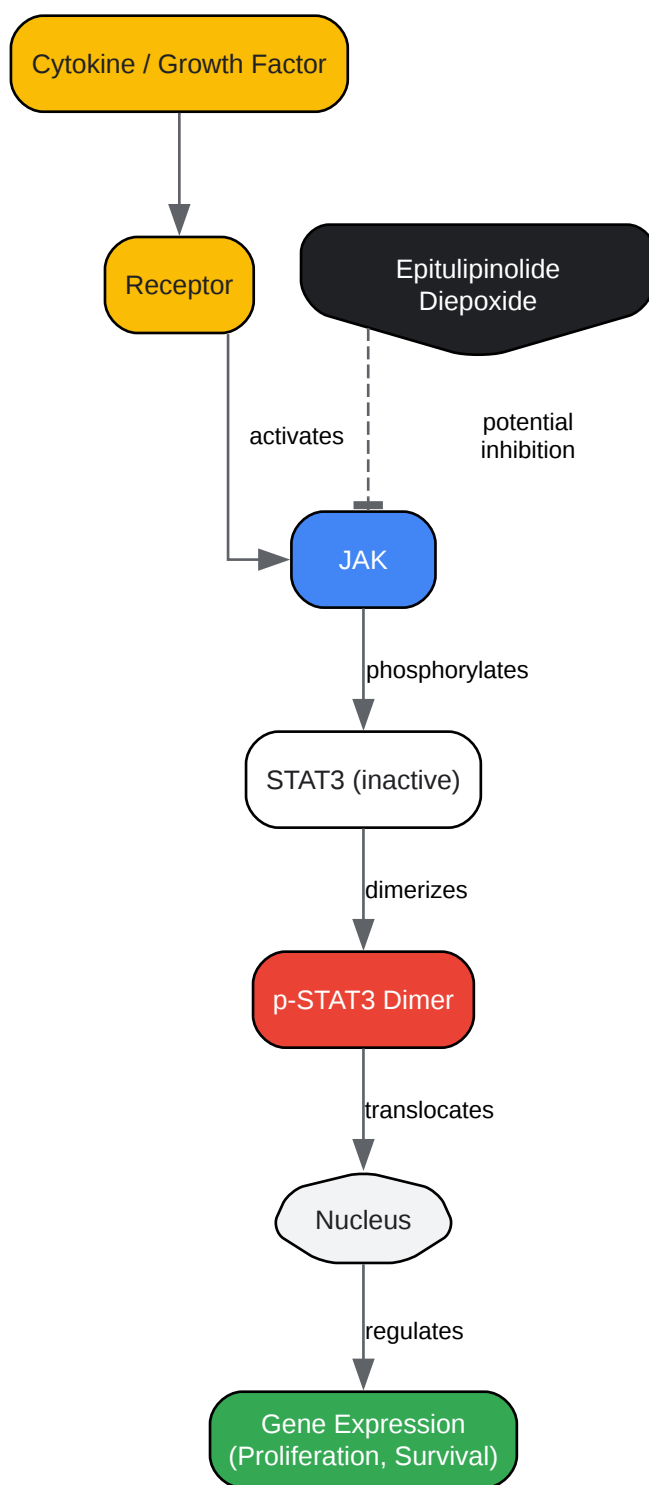 Cytokine / Growth Factor
Receptor
Epitulipinolide
Diepoxide
activates
potential
inhibition
JAK
phosphorylates
STAT3 (inactive)
dimerizes
p-STAT3 Dimer
translocates
Nucleus
regulates
Gene Expression
(Proliferation, Survival)